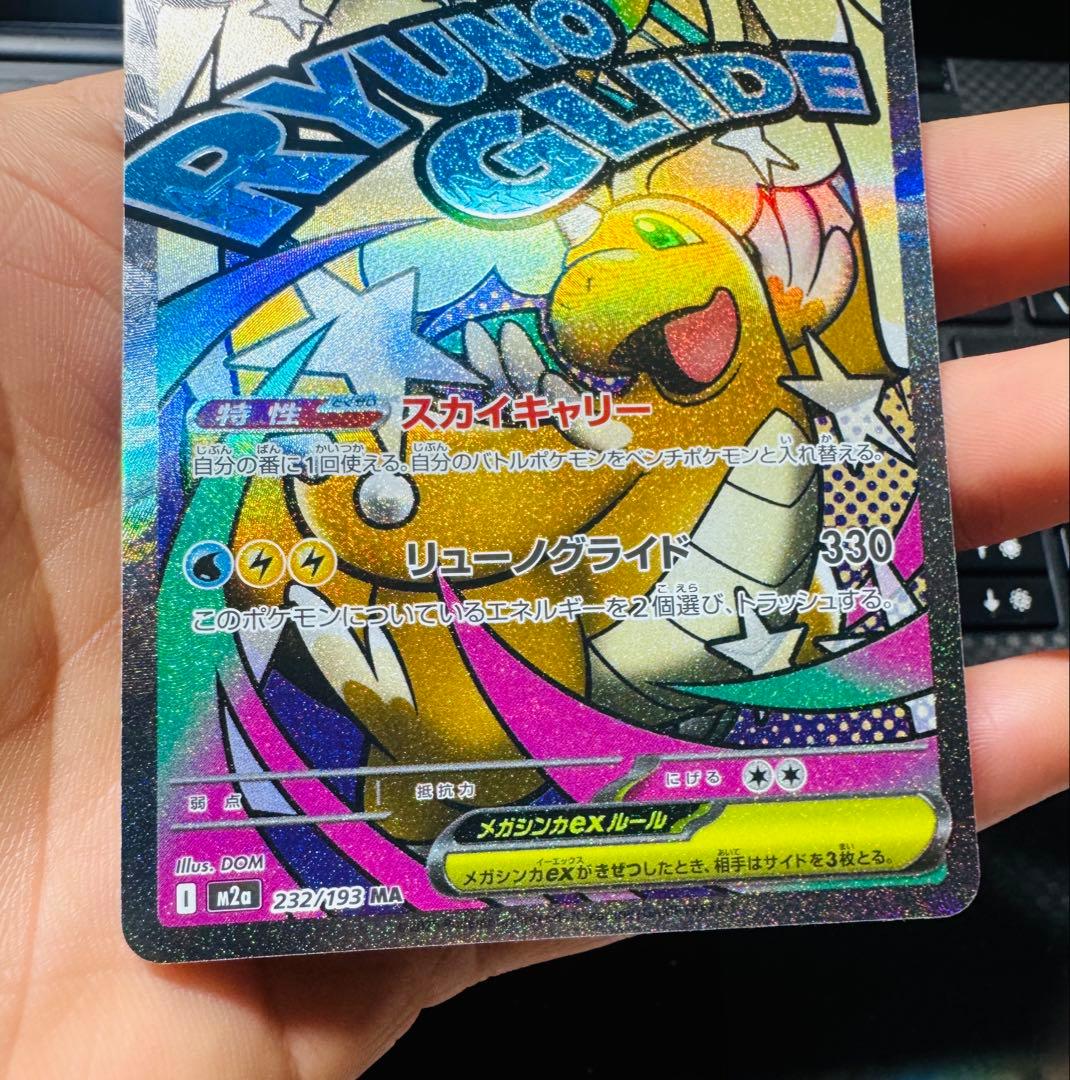 RYUNO
GLIDE
特性 とくせい スカイキャリー
自分の番に1回使える。自分のバトルポケモンをベンチポケモンと入れ替える。
リューノグライド 330
このポケモンについているエネルギーを2個選び、トラッシュする。
弱点 抵抗力 にげる
メガシンカexルール
メガシンカexがきぜつしたとき、相手はサイドを3枚とる。
Illus. DOM
I M2a 232/193 MA